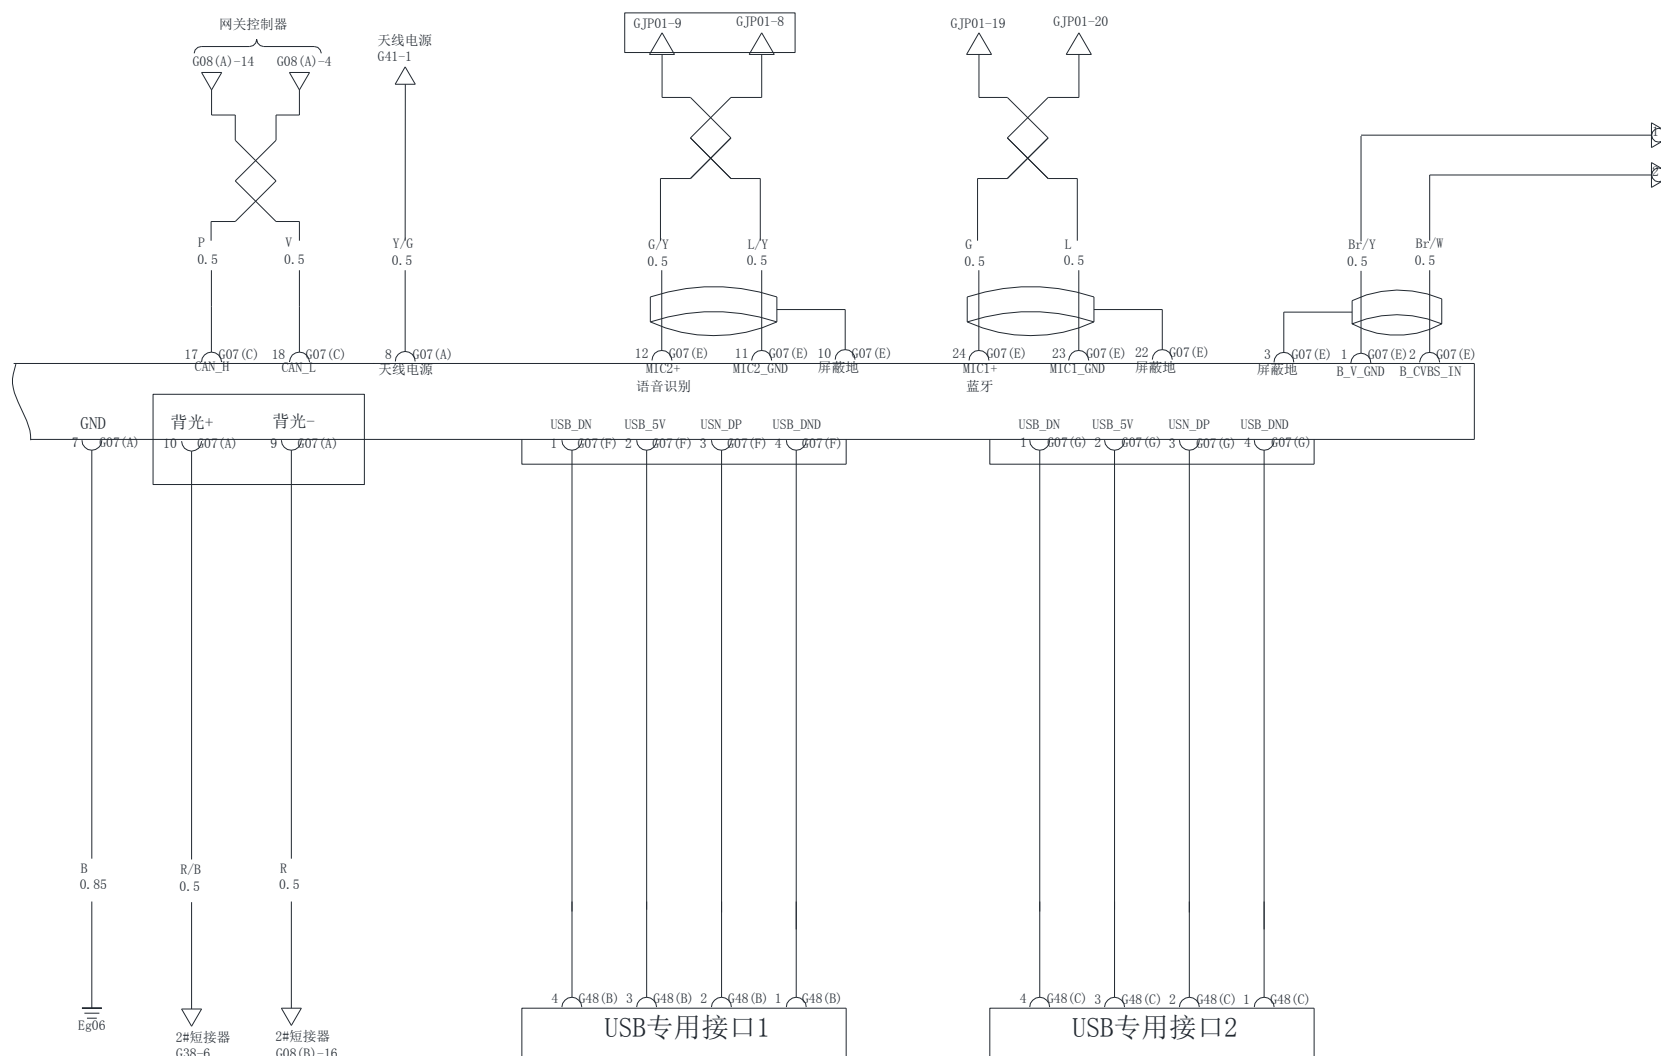 网关控制器
G08(A)-14 G08(A)-4
天线电源
G41-1
GJP01-9 GJP01-8
GJP01-19 GJP01-20
P V Y/G G/Y L/Y G L Br/Y Br/W
0.5 0.5 0.5 0.5 0.5 0.5 0.5 0.5 0.5
17 G07(C) 18 G07(C) 8 G07(A) 12 G07(E) 11 G07(E) 10 G07(E) 24 G07(E) 23 G07(E) 22 G07(E) 3 G07(E) 1 G07(E) 2 G07(E)
CAN_H CAN_L 天线电源 MIC2+ MIC2_GND 屏蔽地 MIC1+ MIC1_GND 屏蔽地 屏蔽地 B_V_GND B_CVBS_IN
语音识别 蓝牙
GND 背光+ 背光- USB_DN USB_5V USN_DP USB_DND USB_DN USB_5V USN_DP USB_DND
7 G07(A) 10 G07(A) 9 G07(A) 1 G07(F) 2 G07(F) 3 G07(F) 4 G07(F) 1 G07(G) 2 G07(G) 3 G07(G) 4 G07(G)
B R/B R
0.85 0.5 0.5
4 G48(B) 3 G48(B) 2 G48(B) 1 G48(B) 4 G48(C) 3 G48(C) 2 G48(C) 1 G48(C)
Eg06
USB专用接口1 USB专用接口2
2#短接器 2#短接器
G38-6 G08(B)-16